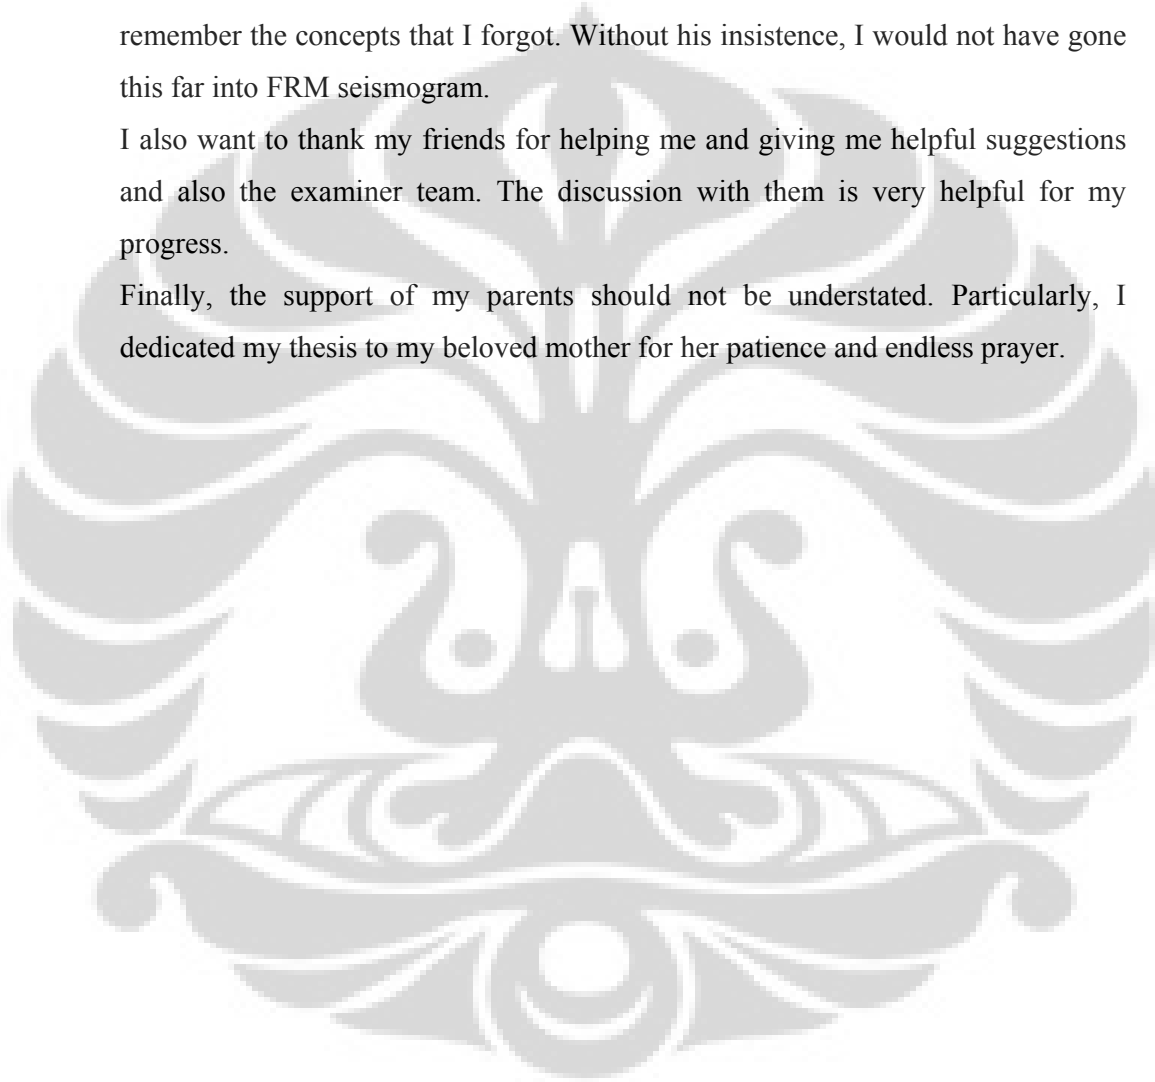 remember the concepts that I forgot. Without his insistence, I would not have gone
this far into FRM seismogram.
I also want to thank my friends for helping me and giving me helpful suggestions
and also the examiner team. The discussion with them is very helpful for my
progress.
Finally, the support of my parents should not be understated. Particularly, I
dedicated my thesis to my beloved mother for her patience and endless prayer.